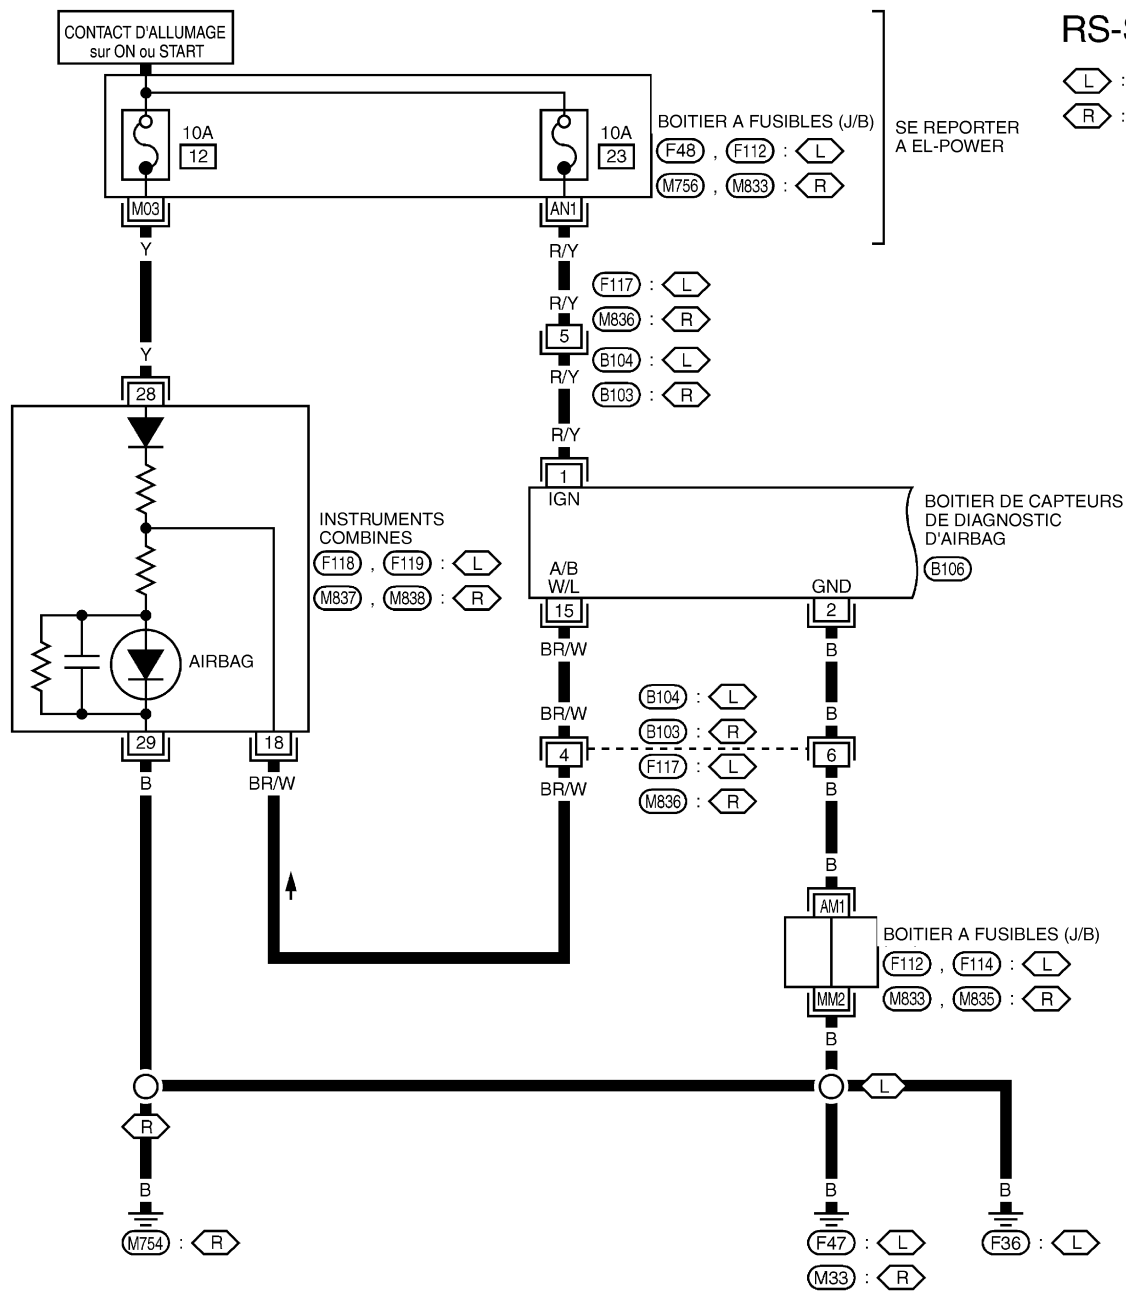 CONTACT D'ALLUMAGE
sur ON ou START
RS-S
L :
R :
10A
12
10A
23
BOITIER A FUSIBLES (J/B)
F48 , F112 : L
M756 , M833 : R
SE REPORTER
A EL-POWER
M03
AN1
Y
R/Y
F117 : L
R/Y
M836 : R
5
Y
B104 : L
R/Y
B103 : R
28
R/Y
1
IGN
BOITIER DE CAPTEURS
DE DIAGNOSTIC
D'AIRBAG
B106
INSTRUMENTS
COMBINES
F118 , F119 : L
M837 , M838 : R
A/B
W/L
GND
15
2
BR/W
B
AIRBAG
B104 : L
BR/W
B
B103 : R
29
18
4
6
F117 : L
B
BR/W
BR/W
B
M836 : R
B
AM1
BOITIER A FUSIBLES (J/B)
F112 , F114 : L
MM2
M833 , M835 : R
B
L
R
B
B
B
M754 : R
F47 : L
F36 : L
M33 : R